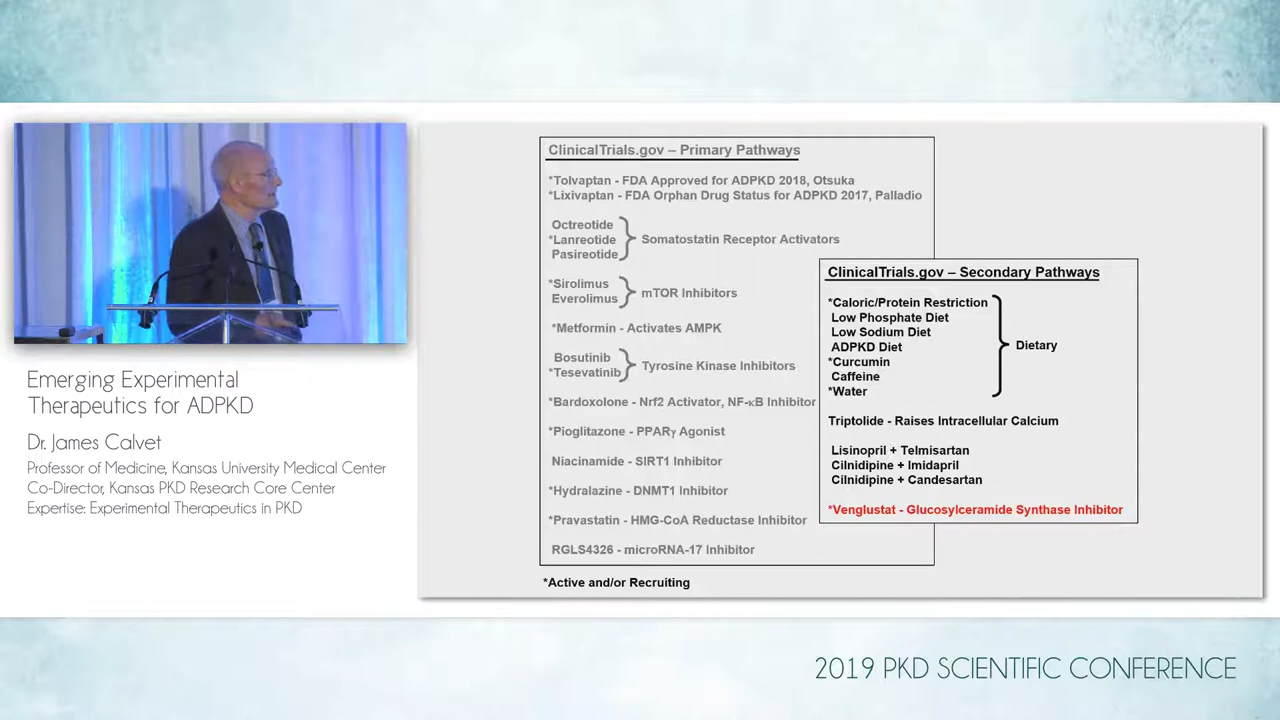 ClinicalTrials.gov – Primary Pathways
*Tolvaptan - FDA Approved for ADPKD 2018, Otsuka
*Lixivaptan - FDA Orphan Drug Status for ADPKD 2017, Palladio
Octreotide
*Lanreotide
Pasireotide
Somatostatin Receptor Activators
*Sirolimus
Everolimus
mTOR Inhibitors
*Metformin - Activates AMPK
Bosutinib
*Tesevatinib
Tyrosine Kinase Inhibitors
*Bardoxolone - Nrf2 Activator, NF-κB Inhibitor
*Pioglitazone - PPARγ Agonist
Niacinamide - SIRT1 Inhibitor
*Hydralazine - DNMT1 Inhibitor
*Pravastatin - HMG-CoA Reductase Inhibitor
RGLS4326 - microRNA-17 Inhibitor
*Active and/or Recruiting
ClinicalTrials.gov – Secondary Pathways
*Caloric/Protein Restriction
Low Phosphate Diet
Low Sodium Diet
ADPKD Diet
*Curcumin
Caffeine
*Water
Dietary
Triptolide - Raises Intracellular Calcium
Lisinopril + Telmisartan
Cilnidipine + Imidapril
Cilnidipine + Candesartan
*Venglustat - Glucosylceramide Synthase Inhibitor
Emerging Experimental
Therapeutics for ADPKD
Dr. James Calvet
Professor of Medicine, Kansas University Medical Center
Co-Director, Kansas PKD Research Core Center
Expertise: Experimental Therapeutics in PKD
2019 PKD SCIENTIFIC CONFERENCE